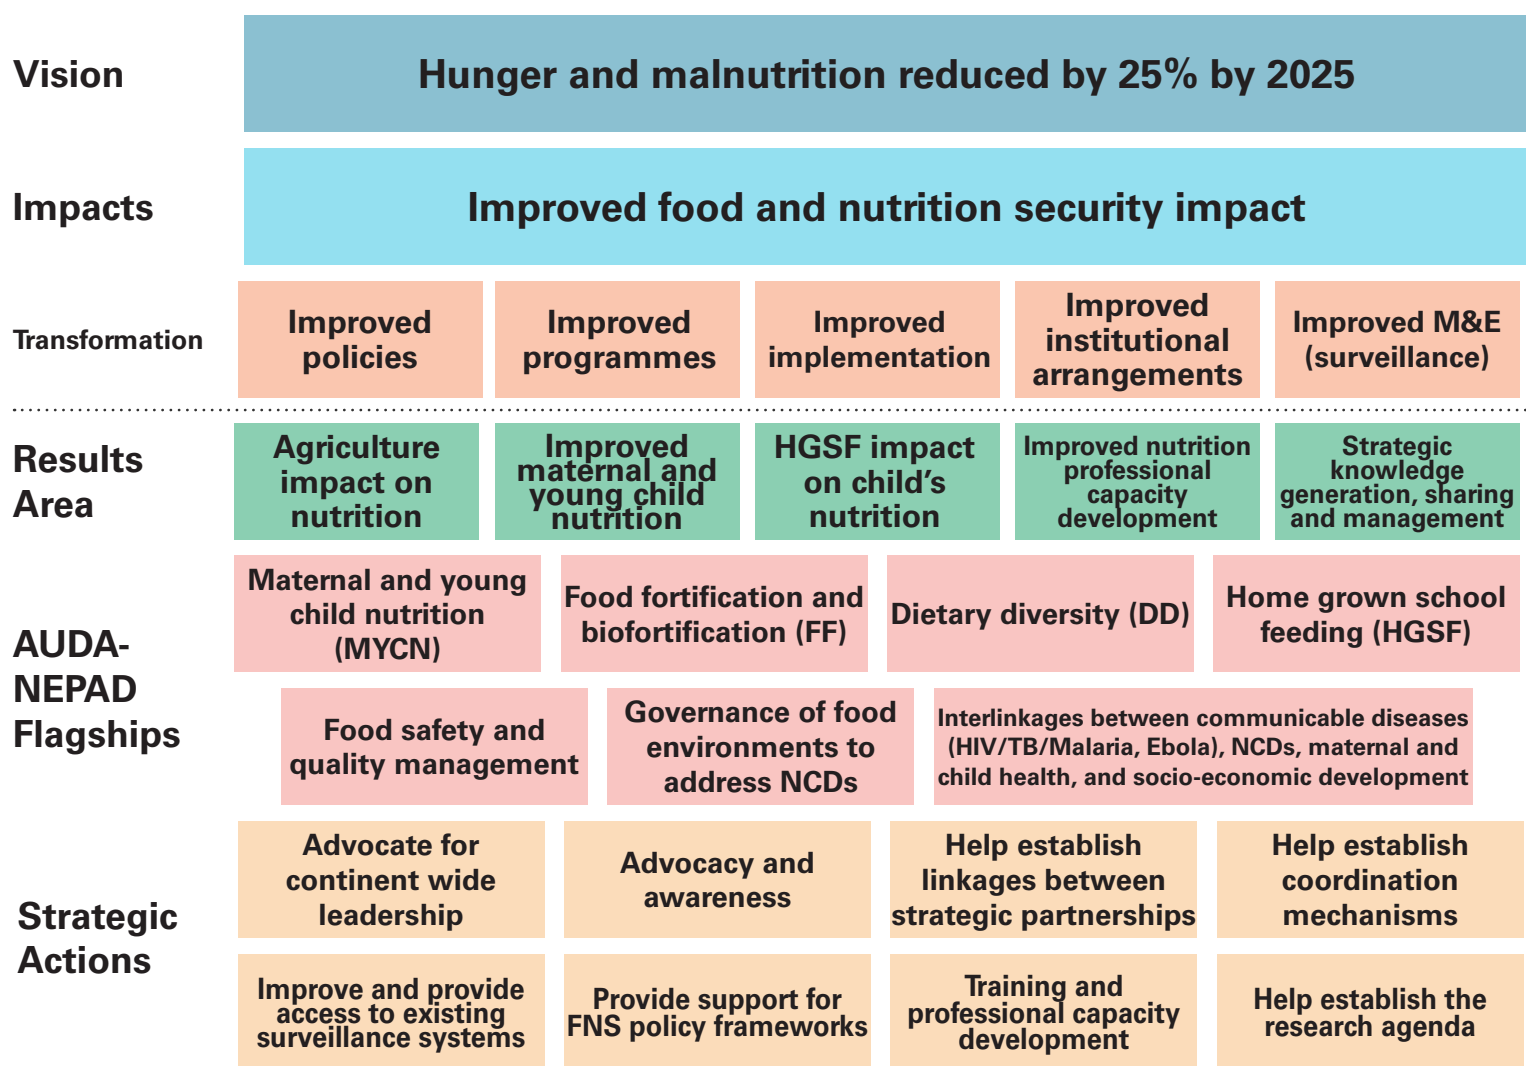 Vision
Hunger and malnutrition reduced by 25% by 2025
Impacts
Improved food and nutrition security impact
Transformation
Improved
policies
Improved
programmes
Improved
implementation
Improved
institutional
arrangements
Improved M&E
(surveillance)
Results
Area
Agriculture
impact on
nutrition
Improved
maternal and
young child
nutrition
HGSF impact
on child's
nutrition
Improved nutrition
professional
capacity
development
Strategic
knowledge
generation, sharing
and management
AUDA-
NEPAD
Flagships
Maternal and young
child nutrition
(MYCN)
Food fortification and
biofortification (FF)
Dietary diversity (DD)
Home grown school
feeding (HGSF)
Food safety and
quality management
Governance of food
environments to
address NCDs
Interlinkages between communicable diseases
(HIV/TB/Malaria, Ebola), NCDs, maternal and
child health, and socio-economic development
Strategic
Actions
Advocate for
continent wide
leadership
Advocacy and
awareness
Help establish
linkages between
strategic partnerships
Help establish
coordination
mechanisms
Improve and provide
access to existing
surveillance systems
Provide support for
FNS policy frameworks
Training and
professional capacity
development
Help establish the
research agenda